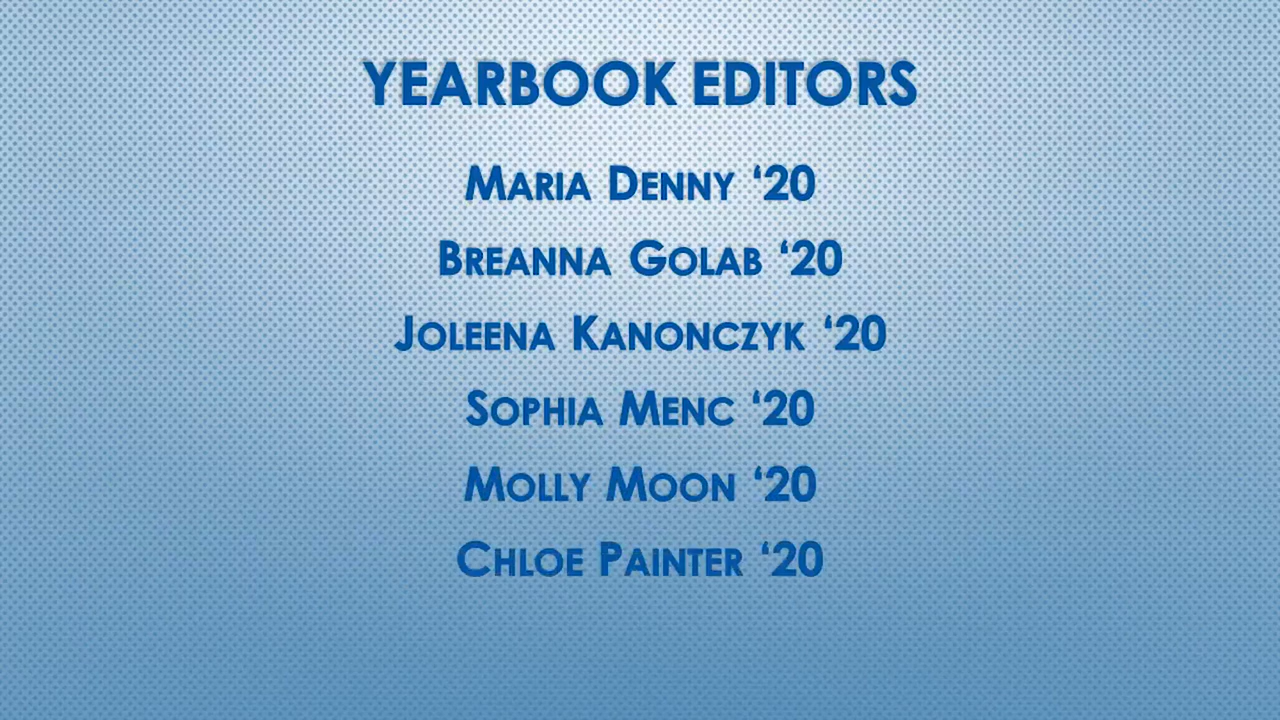 YEARBOOK EDITORS
MARIA DENNY ‘20
BREANNA GOLAB ‘20
JOLEENA KANONCZYK ‘20
SOPHIA MENC ‘20
MOLLY MOON ‘20
CHLOE PAINTER ‘20